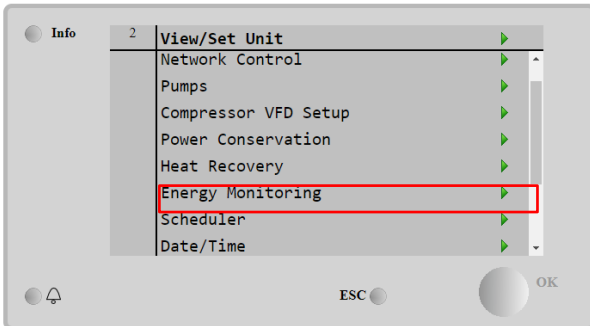 Info
2 View/Set Unit
Network Control
Pumps
Compressor VFD Setup
Power Conservation
Heat Recovery
Energy Monitoring
Scheduler
Date/Time
ESC
OK